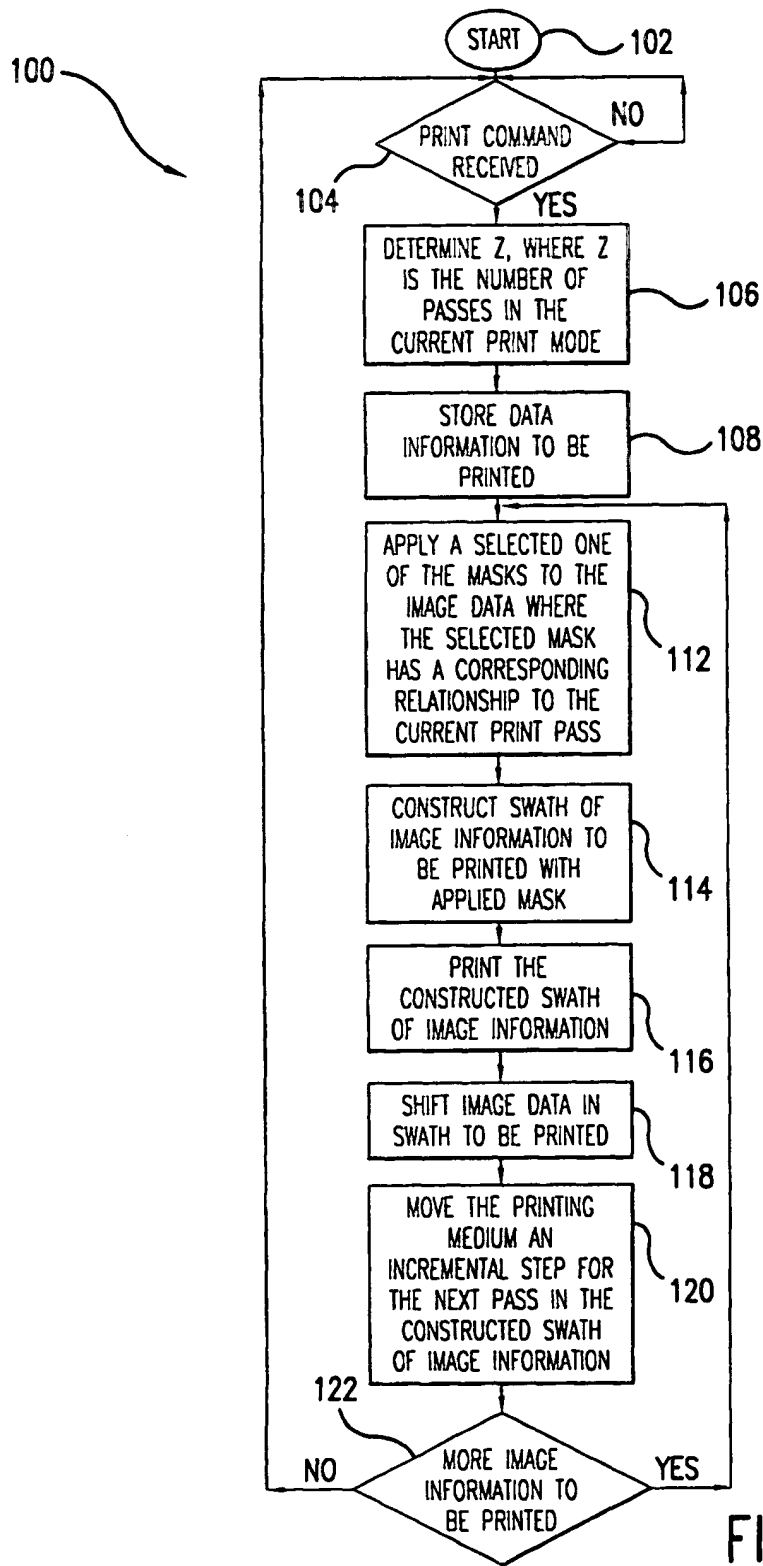 START
102
100
NO
PRINT COMMAND
RECEIVED
104
YES
DETERMINE Z, WHERE Z
IS THE NUMBER OF
PASSES IN THE
CURRENT PRINT MODE
106
STORE DATA
INFORMATION TO BE
PRINTED
108
APPLY A SELECTED ONE
OF THE MASKS TO THE
IMAGE DATA WHERE
THE SELECTED MASK
HAS A CORRESPONDING
RELATIONSHIP TO THE
CURRENT PRINT PASS
112
CONSTRUCT SWATH OF
IMAGE INFORMATION TO
BE PRINTED WITH
APPLIED MASK
114
PRINT THE
CONSTRUCTED SWATH
OF IMAGE INFORMATION
116
SHIFT IMAGE DATA IN
SWATH TO BE PRINTED
118
MOVE THE PRINTING
MEDIUM AN
INCREMENTAL STEP FOR
THE NEXT PASS IN THE
CONSTRUCTED SWATH
OF IMAGE INFORMATION
120
122
NO
MORE IMAGE
INFORMATION TO
BE PRINTED
YES
FI